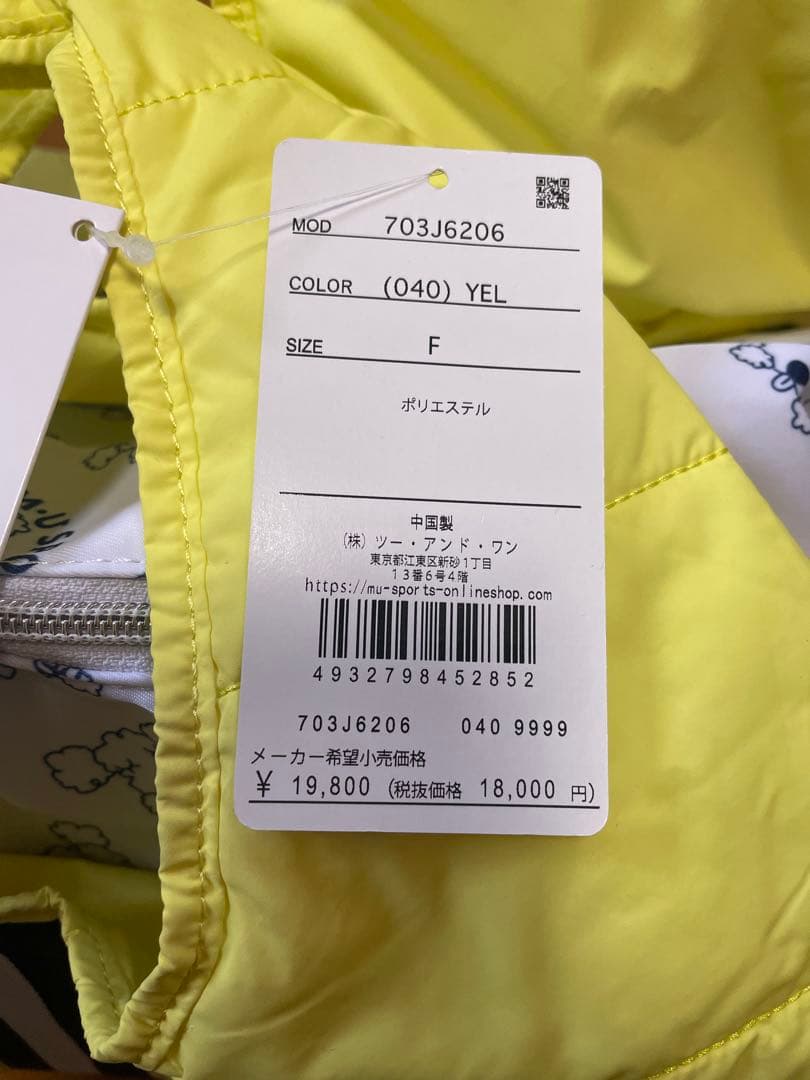 MOD 703J6206
COLOR (040) YEL
SIZE F
ポリエステル
中国製
(株) ツー・アンド・ワン
東京都江東区新砂1丁目
13番6号4階
https://mu-sports-onlineshop.com
4932798452852
703J6206 040 9999
メーカー希望小売価格
¥ 19,800 (税抜価格 18,000 円)